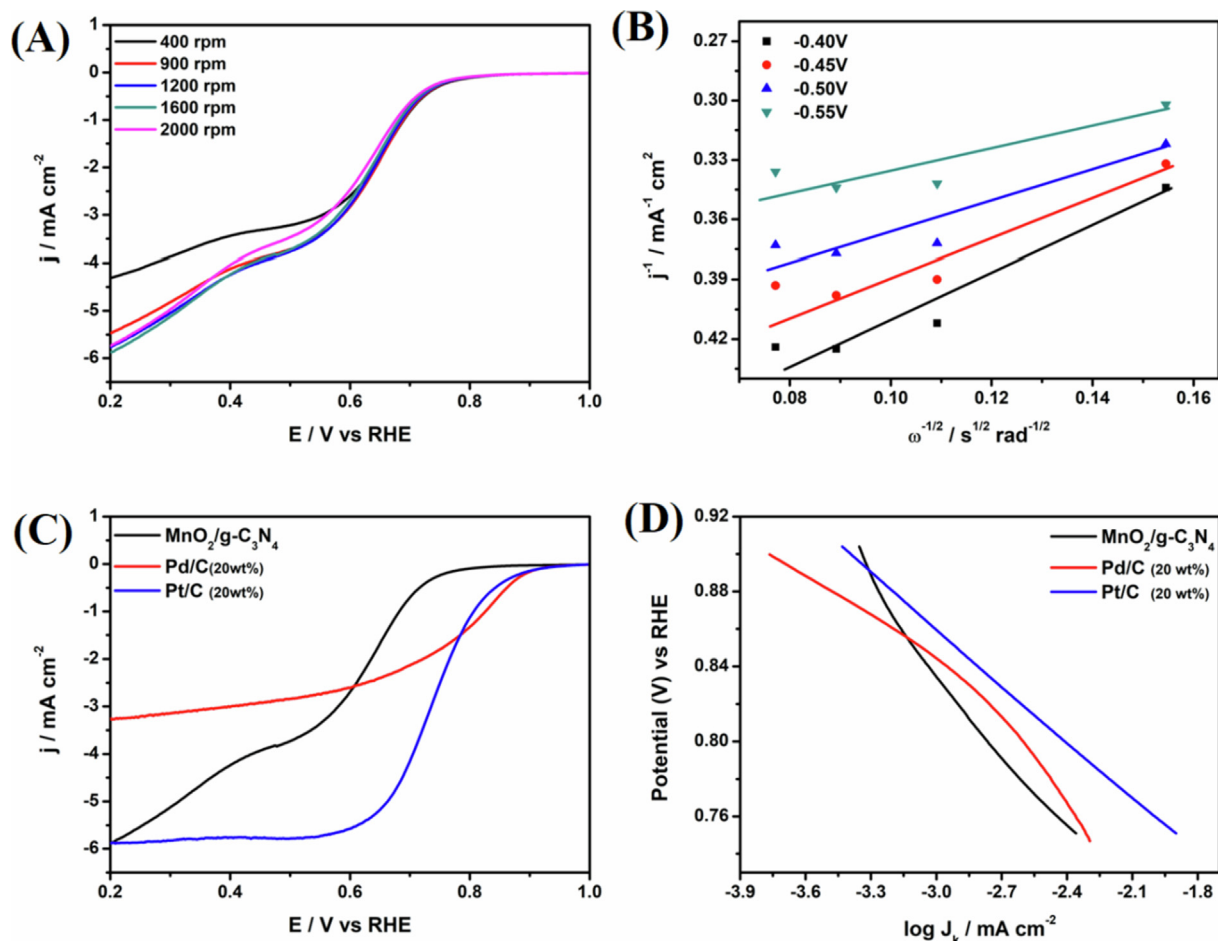 (A)
1
0
-1
-2
-3
-4
-5
-6
j / mA cm⁻²
400 rpm
900 rpm
1200 rpm
1600 rpm
2000 rpm
0.2 0.4 0.6 0.8 1.0
E / V vs RHE
(B)
0.27
0.30
0.33
0.36
0.39
0.42
j⁻¹ / mA⁻¹ cm²
-0.40V
-0.45V
-0.50V
-0.55V
0.08 0.10 0.12 0.14 0.16
ω⁻¹/² / s¹/² rad⁻¹/²
(C)
1
0
-1
-2
-3
-4
-5
-6
j / mA cm⁻²
MnO₂/g-C₃N₄
Pd/C(20wt%)
Pt/C (20wt%)
0.2 0.4 0.6 0.8 1.0
E / V vs RHE
(D)
0.92
0.88
0.84
0.80
0.76
Potential (V) vs RHE
MnO₂/g-C₃N₄
Pd/C (20 wt%)
Pt/C (20 wt%)
-3.9 -3.6 -3.3 -3.0 -2.7 -2.4 -2.1 -1.8
log Jₖ / mA cm⁻²